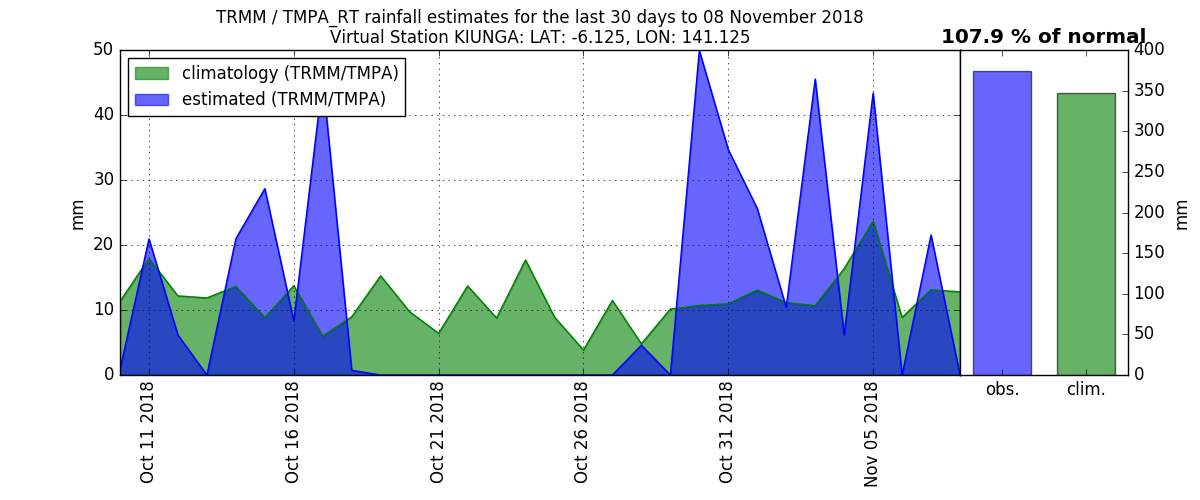 TRMM / TMPA_RT rainfall estimates for the last 30 days to 08 November 2018
Virtual Station KIUNGA: LAT: -6.125, LON: 141.125
107.9 % of normal
climatology (TRMM/TMPA)
estimated (TRMM/TMPA)
mm
50
40
30
20
10
0
Oct 11 2018
Oct 16 2018
Oct 21 2018
Oct 26 2018
Oct 31 2018
Nov 05 2018
obs.
clim.
400
350
300
250
200
150
100
50
0
mm